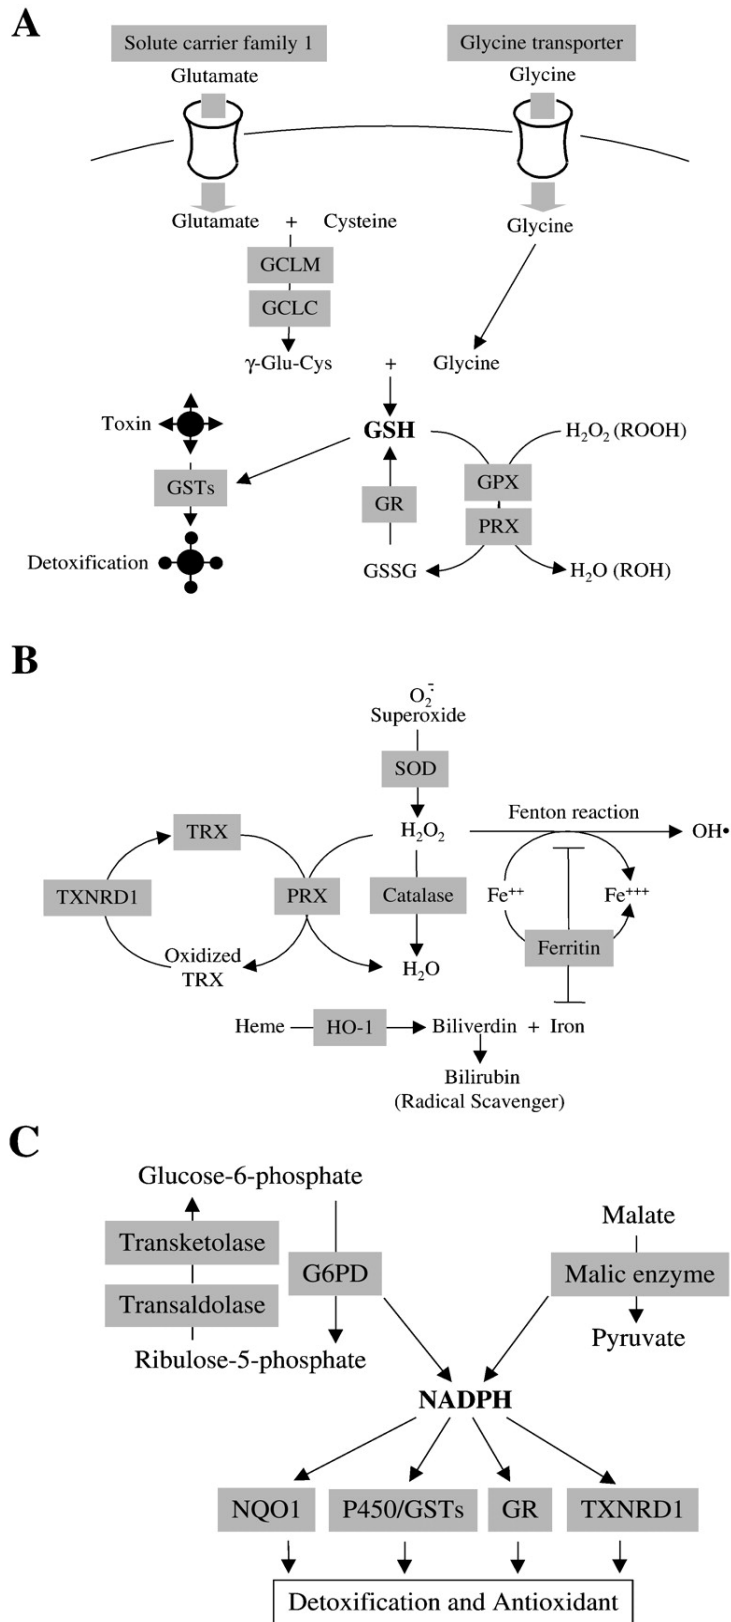 A
Solute carrier family 1
Glycine transporter
Glutamate
Glycine
Glutamate + Cysteine
Glycine
GCLM
GCLC
γ-Glu-Cys + Glycine
Toxin
GSH
H₂O₂ (ROOH)
GSTs
GR
GPX
PRX
Detoxification
GSSG
H₂O (ROH)
B
O₂⁻̇
Superoxide
SOD
Fenton reaction
TRX
H₂O₂
OH•
TXNRD1
PRX
Catalase
Fe⁺⁺
Fe⁺⁺⁺
Oxidized
TRX
H₂O
Ferritin
Heme
HO-1
Biliverdin + Iron
Bilirubin
(Radical Scavenger)
C
Glucose-6-phosphate
Malate
Transketolase
G6PD
Malic enzyme
Transaldolase
Pyruvate
Ribulose-5-phosphate
NADPH
NQO1
P450/GSTs
GR
TXNRD1
Detoxification and Antioxidant